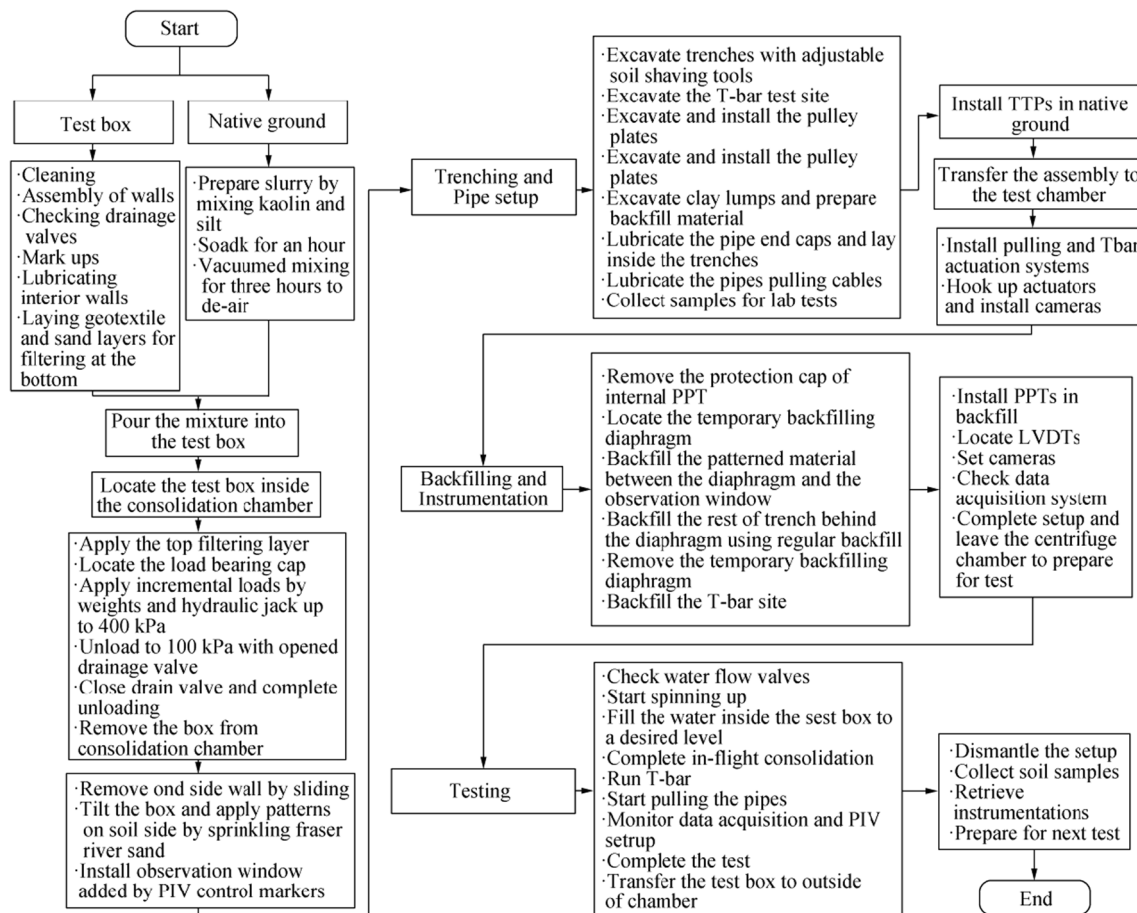 Start
Test box
Native ground
·Cleaning
·Assembly of walls
·Checking drainage
valves
·Mark ups
·Lubricating
interior walls
·Laying geotextile
and sand layers for
filtering at the
bottom
·Prepare slurry by
mixing kaolin and
silt
·Soadk for an hour
·Vacuumed mixing
for three hours to
de-air
Pour the mixture into
the test box
Locate the test box inside
the consolidation chamber
·Apply the top filtering layer
·Locate the load bearing cap
·Apply incremental loads by
weights and hydraulic jack up
to 400 kPa
·Unload to 100 kPa with opened
drainage valve
·Close drain valve and complete
unloading
·Remove the box from
consolidation chamber
·Remove ond side wall by sliding
·Tilt the box and apply patterns
on soil side by sprinkling fraser
river sand
·Install observation window
added by PIV control markers
Trenching and
Pipe setup
·Excavate trenches with adjustable
soil shaving tools
·Excavate the T-bar test site
·Excavate and install the pulley
plates
·Excavate and install the pulley
plates
·Excavate clay lumps and prepare
backfill material
·Lubricate the pipe end caps and lay
inside the trenches
·Lubricate the pipes pulling cables
·Collect samples for lab tests
Install TTPs in native
ground
Transfer the assembly to
the test chamber
·Install pulling and Tbar
actuation systems
·Hook up actuators
and install cameras
Backfilling and
Instrumentation
·Remove the protection cap of
internal PPT
·Locate the temporary backfilling
diaphragm
·Backfill the patterned material
between the diaphragm and the
observation window
·Backfill the rest of trench behind
the diaphragm using regular backfill
·Remove the temporary backfilling
diaphragm
·Backfill the T-bar site
·Install PPTs in
backfill
·Locate LVDTs
·Set cameras
·Check data
acquisition system
·Complete setup and
leave the centrifuge
chamber to prepare
for test
Testing
·Check water flow valves
·Start spinning up
·Fill the water inside the sest box to
a desired level
·Complete in-flight consolidation
·Run T-bar
·Start pulling the pipes
·Monitor data acquisition and PIV
setrup
·Complete the test
·Transfer the test box to outside
of chamber
·Dismantle the setup
·Collect soil samples
·Retrieve
instrumentations
·Prepare for next test
End